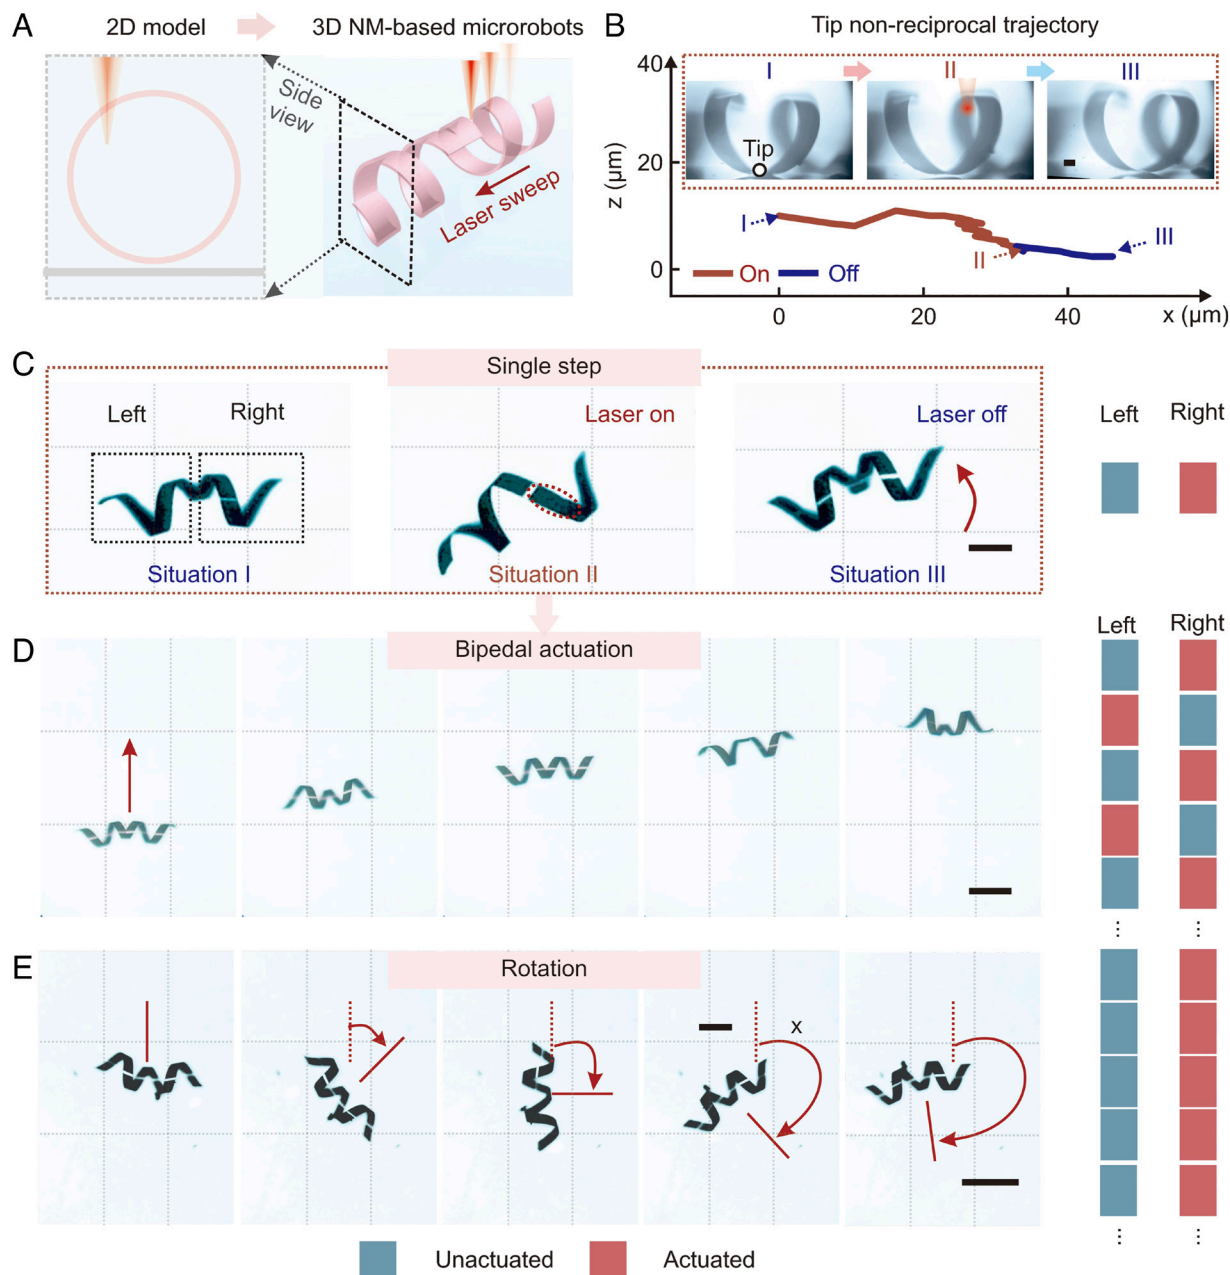 A
2D model
3D NM-based microrobots
Side
view
Laser sweep
B
Tip non-reciprocal trajectory
40
20
0
z (μm)
I
II
III
Tip
I
II
III
On
Off
0
20
40
x (μm)
C
Single step
Left
Right
Laser on
Laser off
Situation I
Situation II
Situation III
Left
Right
D
Bipedal actuation
Left
Right
⋮
⋮
E
Rotation
x
⋮
⋮
Unactuated
Actuated